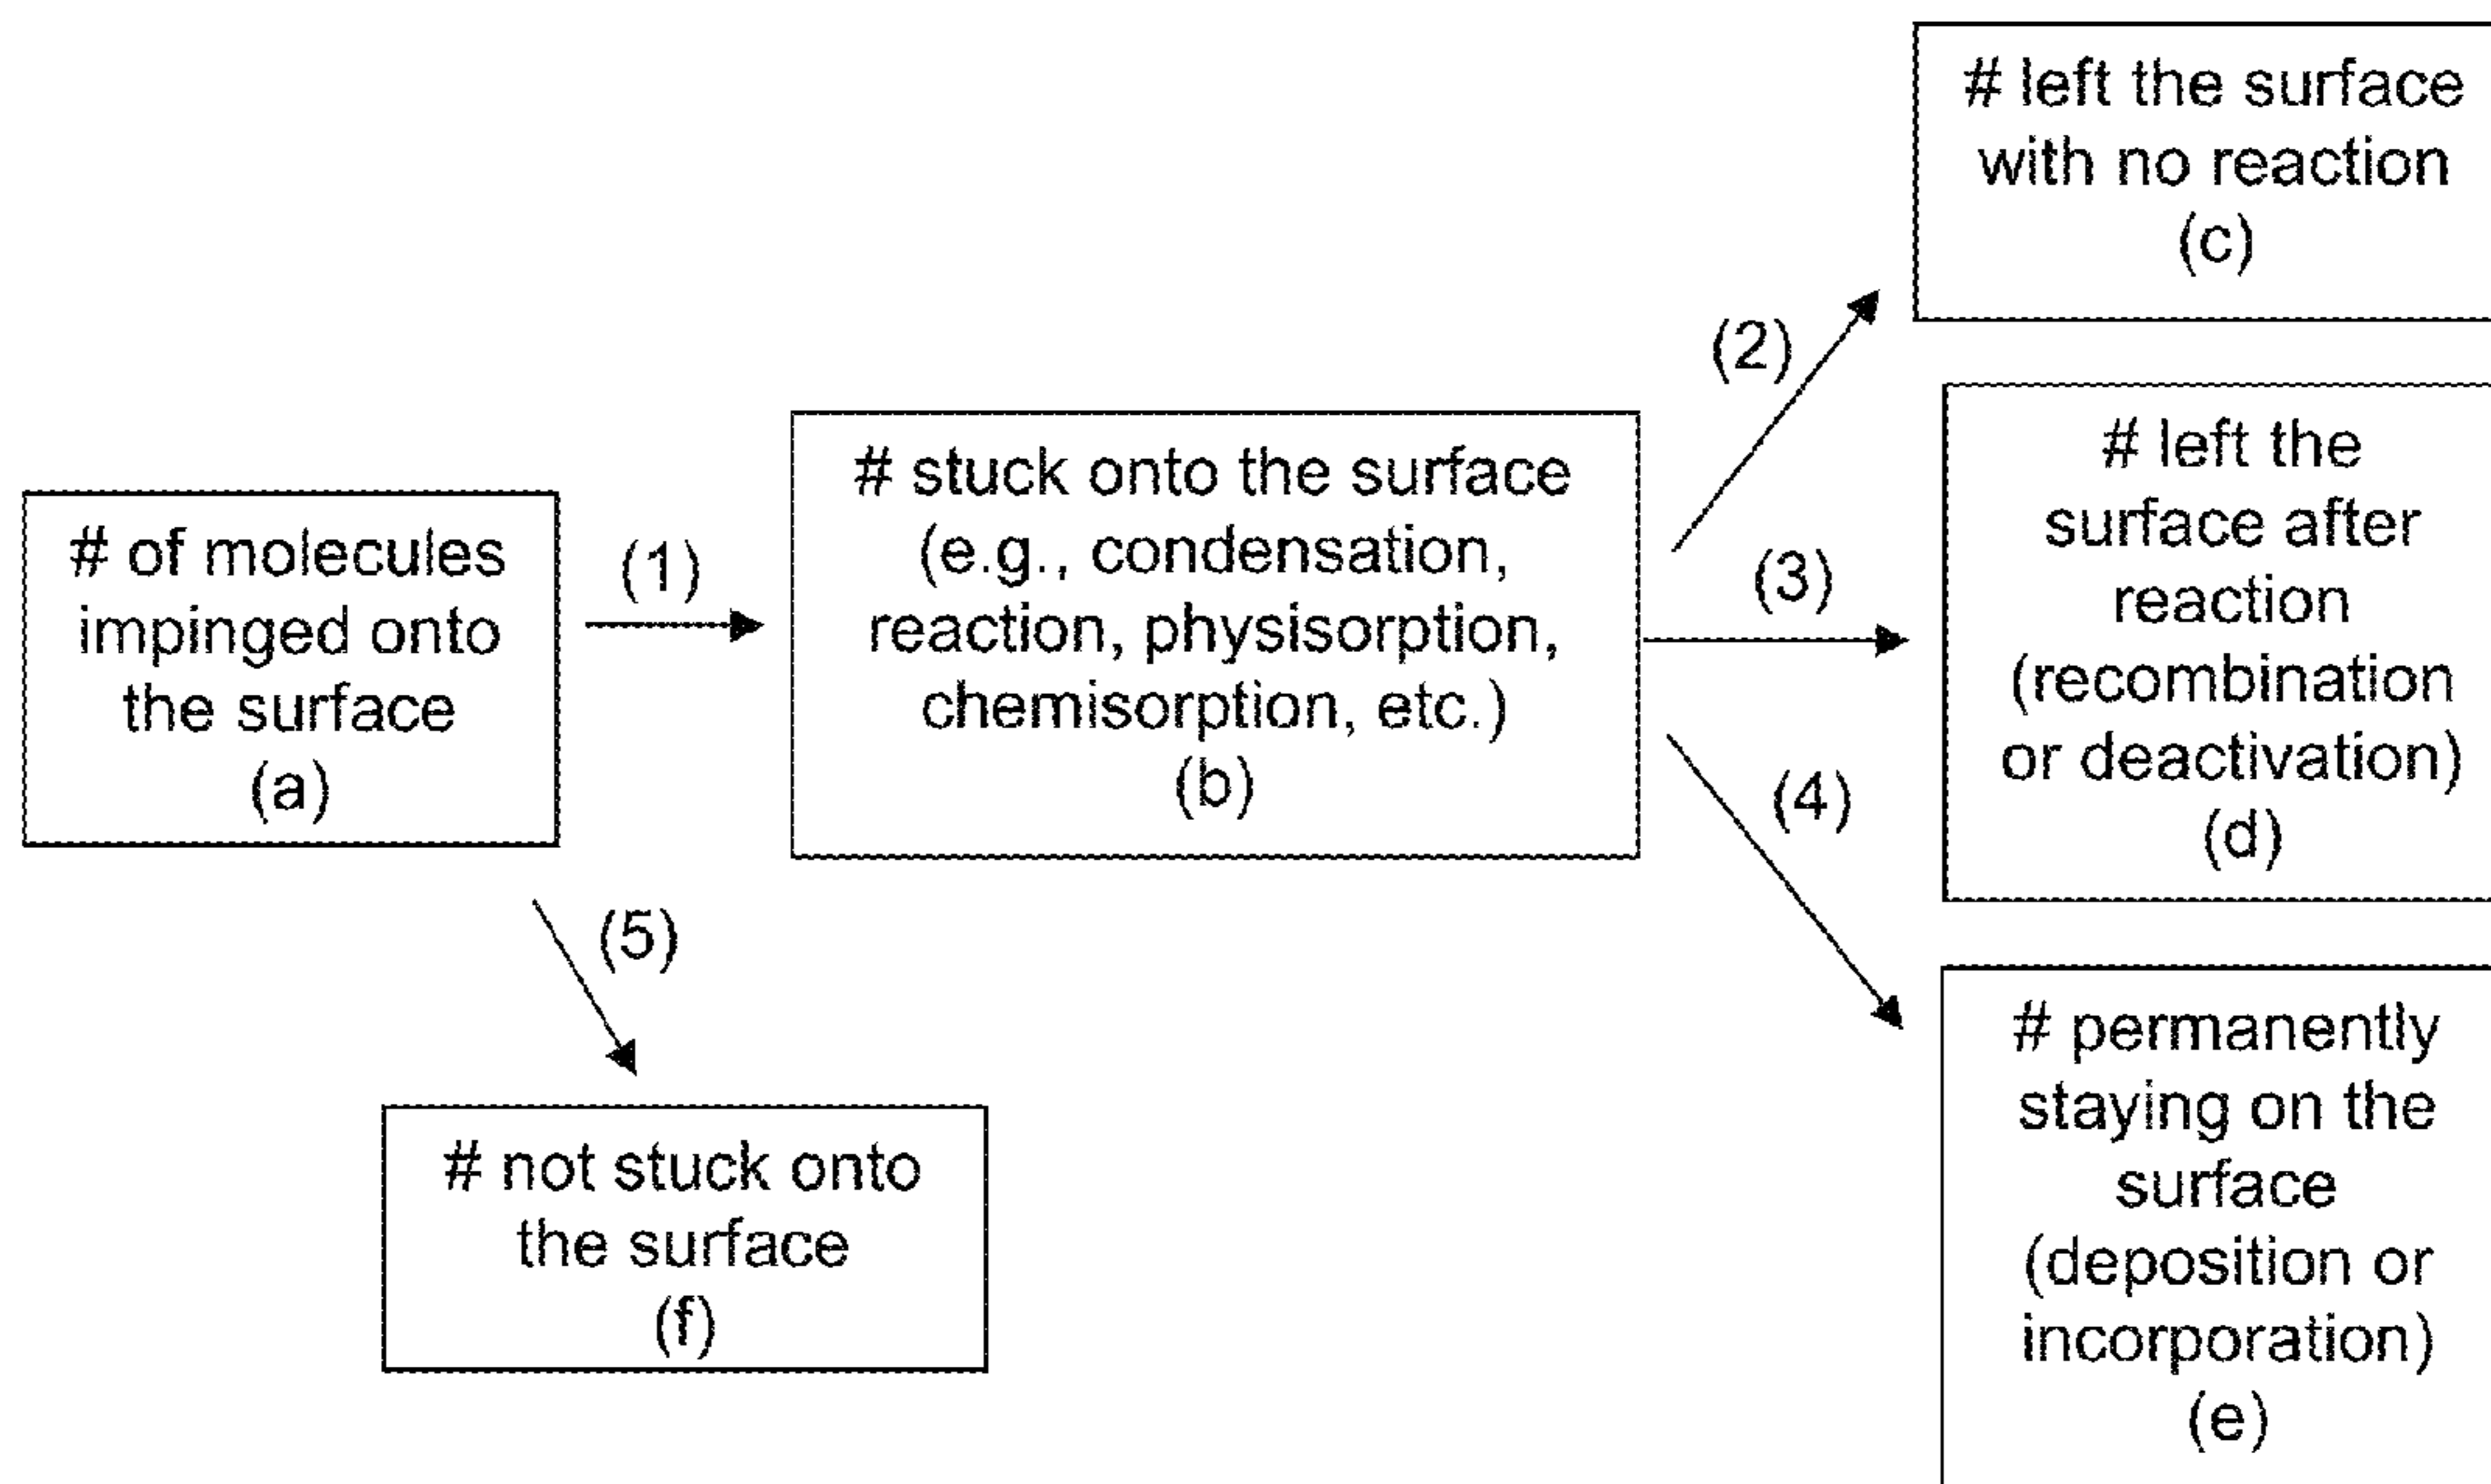 # of molecules
impinged onto
the surface
(a)
(1)
# stuck onto the surface
(e.g., condensation,
reaction, physisorption,
chemisorption, etc.)
(b)
(2)
# left the surface
with no reaction
(c)
(3)
# left the
surface after
reaction
(recombination
or deactivation)
(d)
(4)
# permanently
staying on the
surface
(deposition or
incorporation)
(e)
(5)
# not stuck onto
the surface
(f)